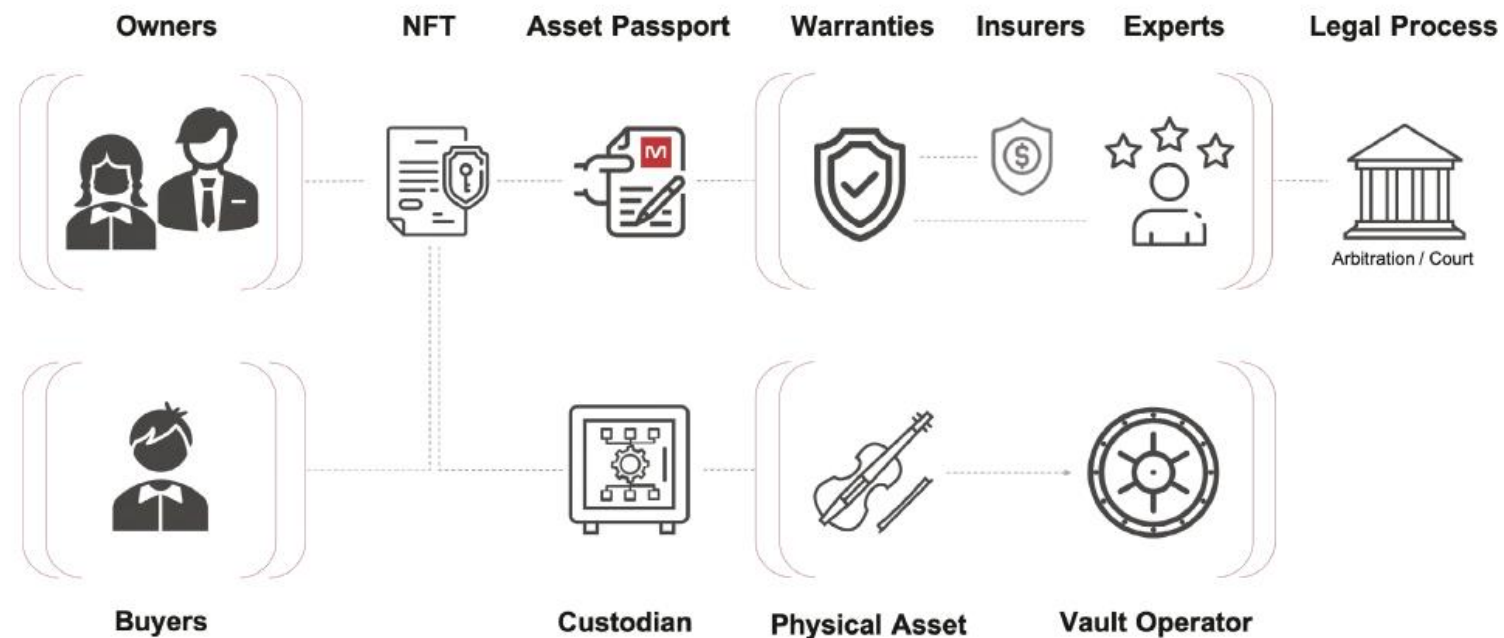 Owners
NFT
Asset Passport
Warranties
Insurers
Experts
Legal Process
$
Arbitration / Court
Buyers
Custodian
Physical Asset
Vault Operator